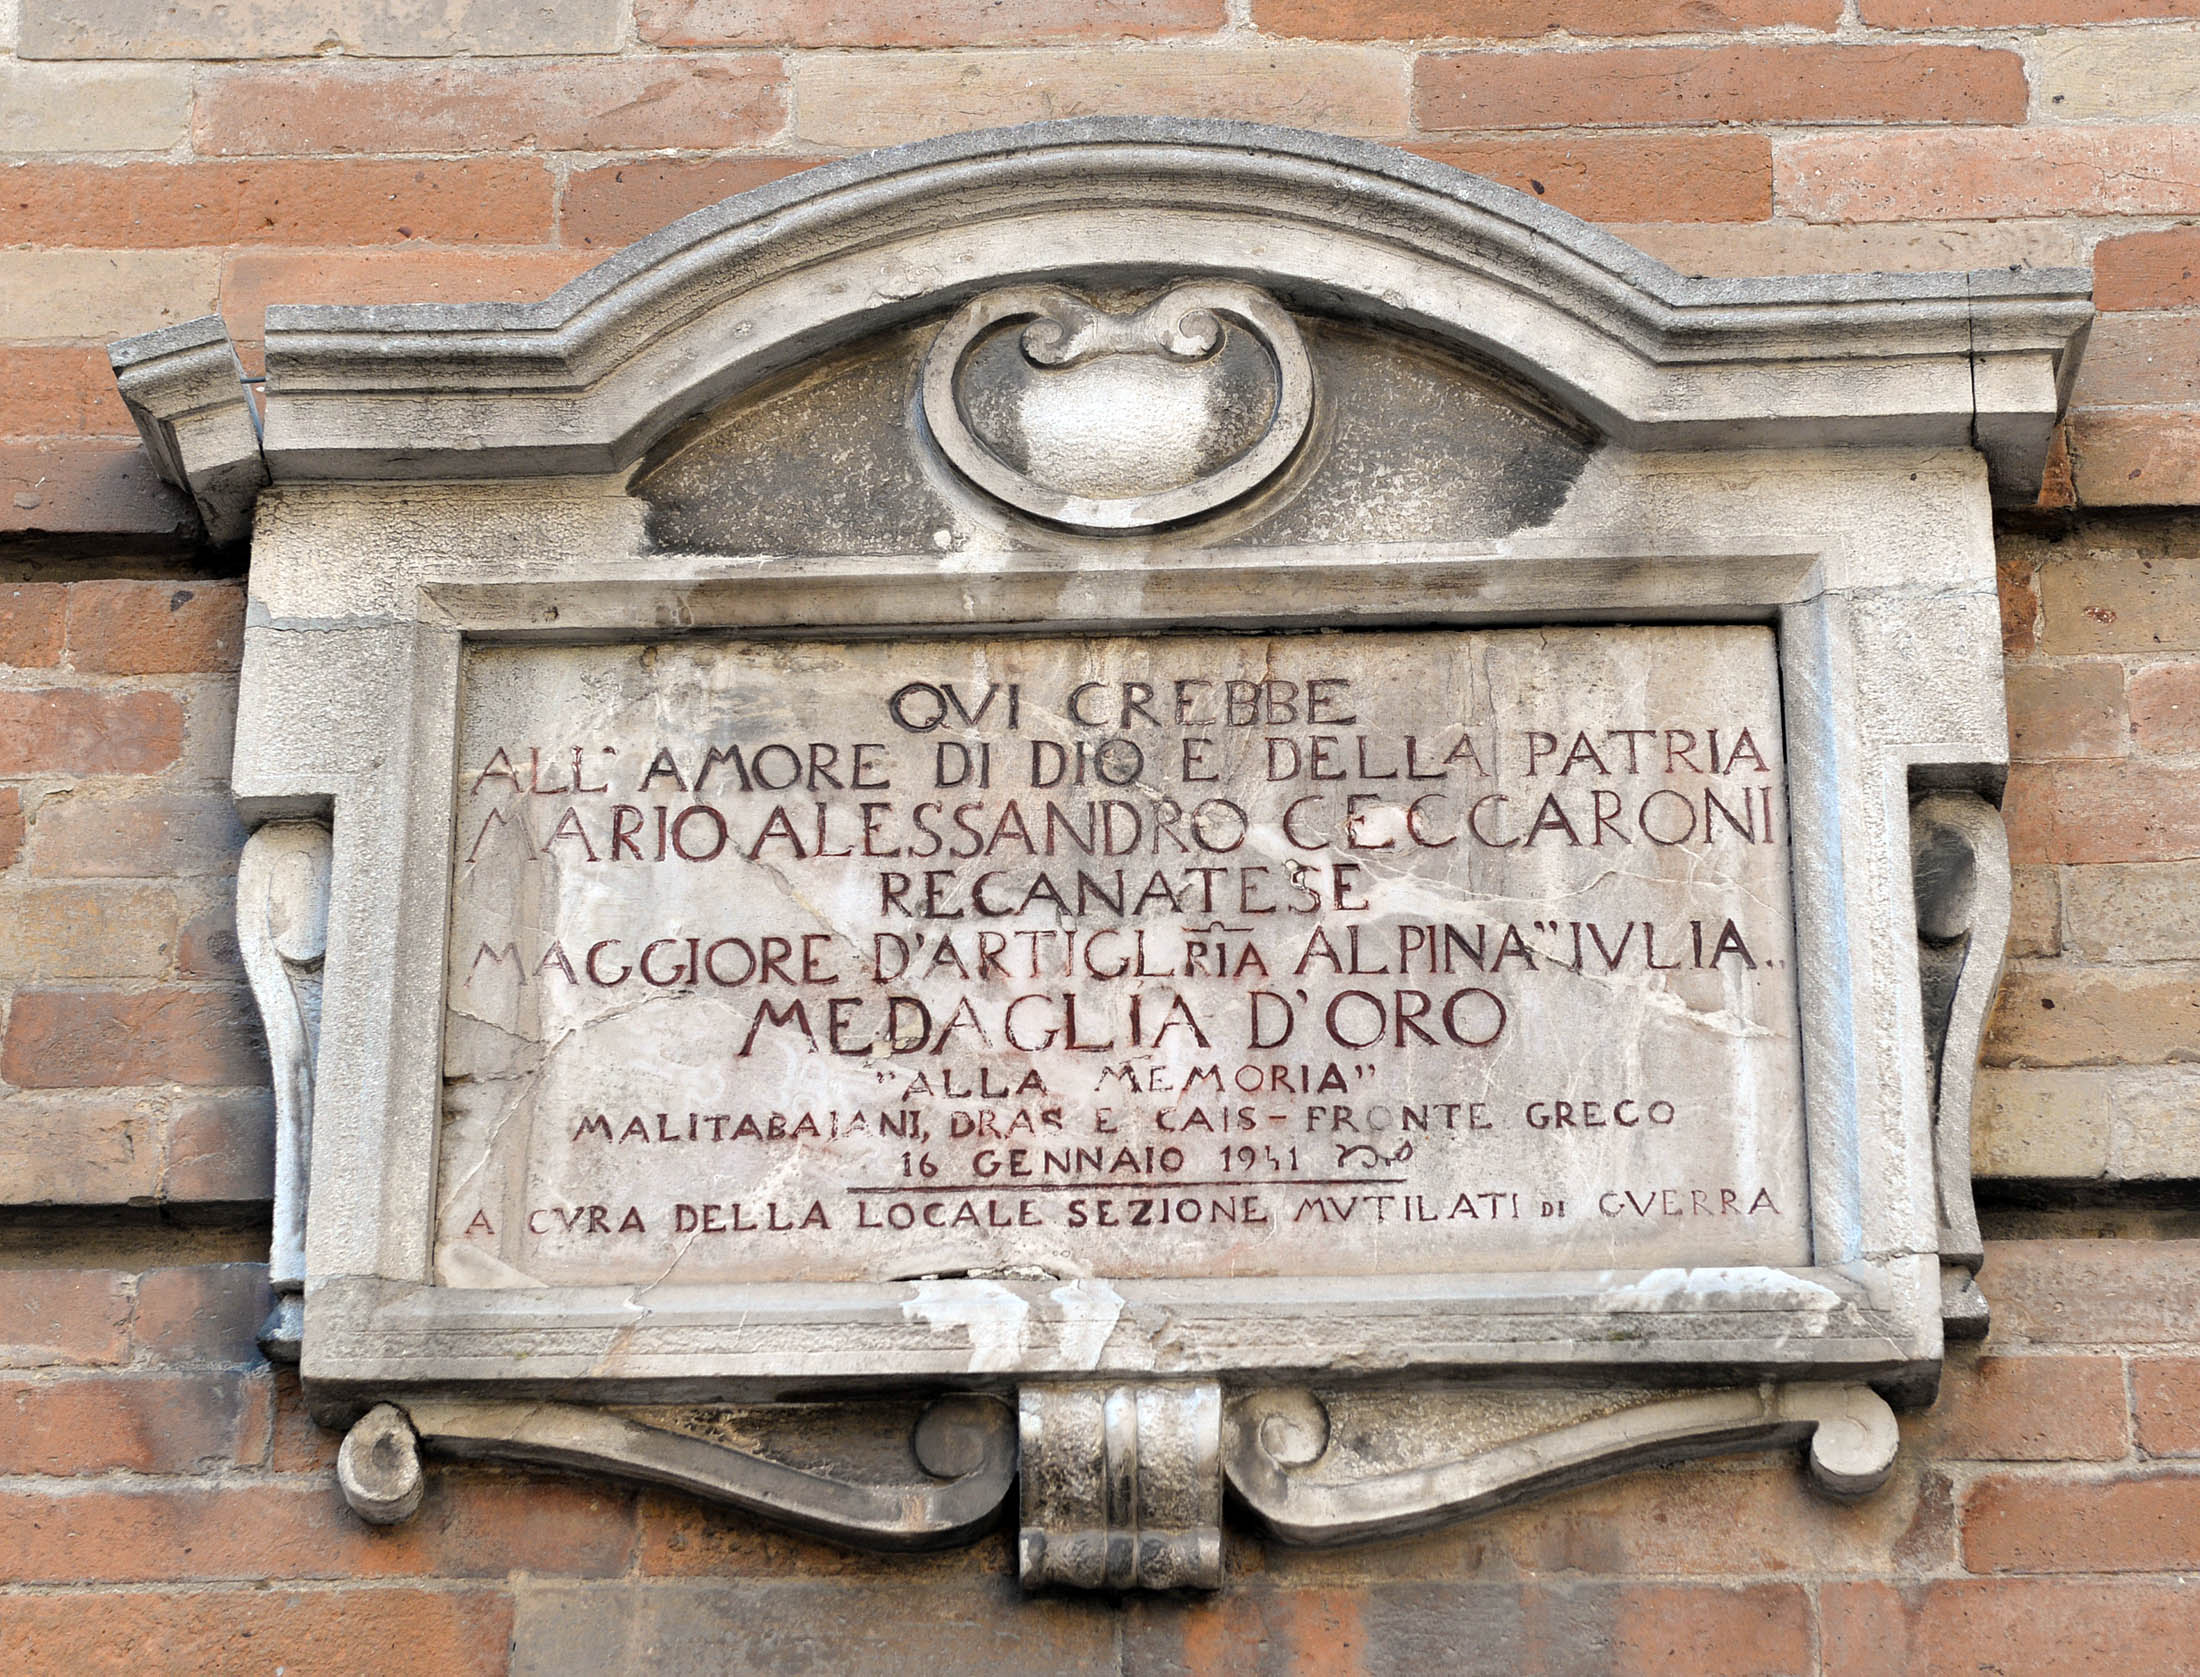 QVI CREBBE
ALL' AMORE DI DIO E DELLA PATRIA
MARIO ALESSANDRO CECCARONI
RECANATESE
MAGGIORE D'ARTIGLRIA ALPINA "IVLIA„
MEDAGLIA D'ORO
"ALLA MEMORIA"
MALITABAIANI, DRAS E CAIS - FRONTE GRECO
16 GENNAIO 1941
A CVRA DELLA LOCALE SEZIONE MVTILATI DI GVERRA